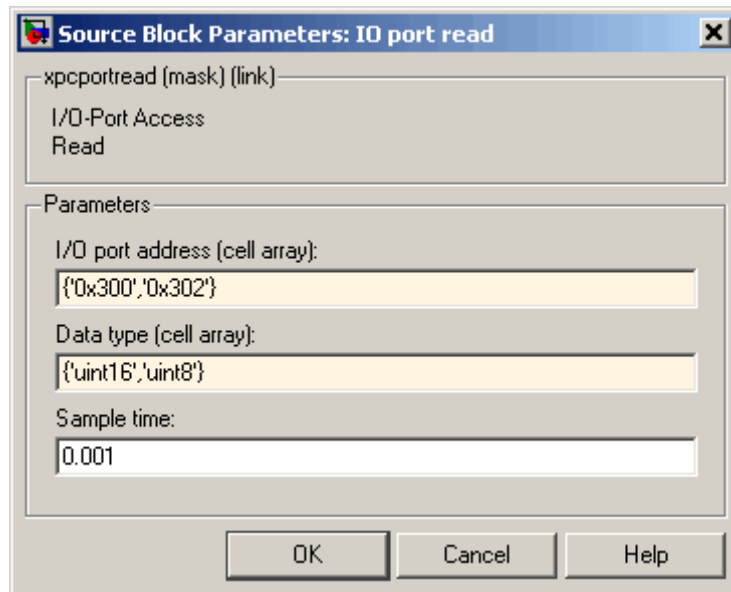 Source Block Parameters: IO port read
xpcportread (mask) (link)
I/O-Port Access
Read
Parameters
I/O port address (cell array):
{'0x300','0x302'}
Data type (cell array):
{'uint16','uint8'}
Sample time:
0.001
OK
Cancel
Help